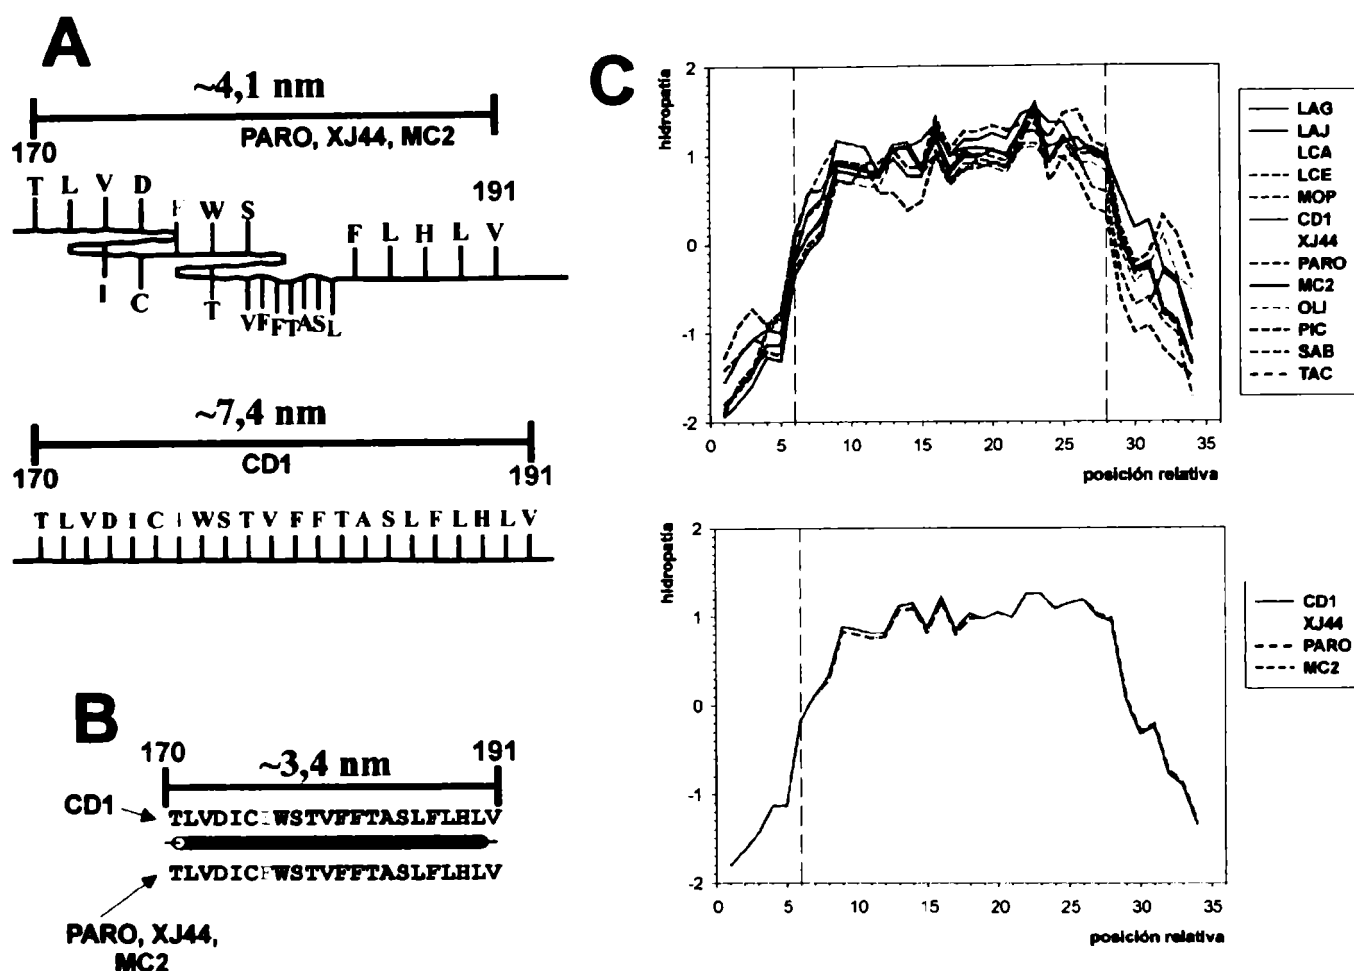 A
~4,1 nm
PARO, XJ44, MC2
170
191
T L V D F W S
F L H L V
I C T V F F T A S L
~7,4 nm
CD1
170
191
T L V D I C I W S T V F F T A S L F L H L V
B
170
191
~3,4 nm
CD1
TLVDICIWSTVFFTASLFLHLV
TLVDICFWSTVFFTASLFLHLV
PARO, XJ44,
MC2
C
hidropatía
2
1
0
-1
-2
0 5 10 15 20 25 30 35
posición relativa
LAG
LAJ
LCA
LCE
MOP
CD1
XJ44
PARO
MC2
OLI
PIC
SAB
TAC
hidropatía
2
1
0
-1
-2
0 5 10 15 20 25 30 35
posición relativa
CD1
XJ44
PARO
MC2